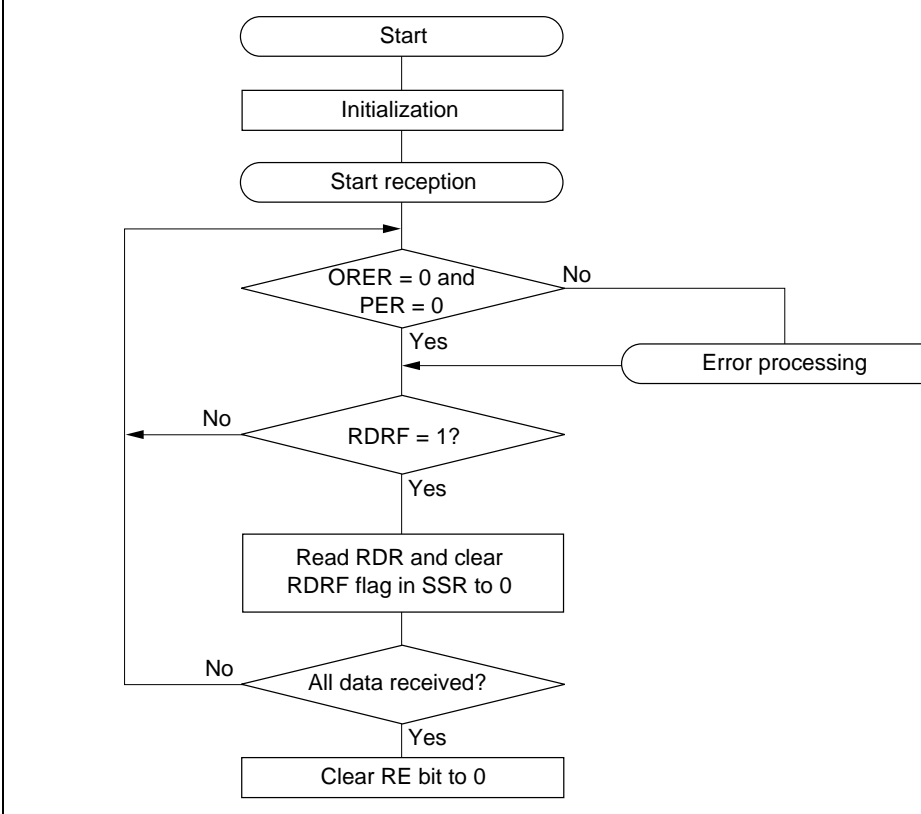 Start
Initialization
Start reception
ORER = 0 and
PER = 0
No
Yes
Error processing
No
RDRF = 1?
Yes
Read RDR and clear
RDRF flag in SSR to 0
No
All data received?
Yes
Clear RE bit to 0